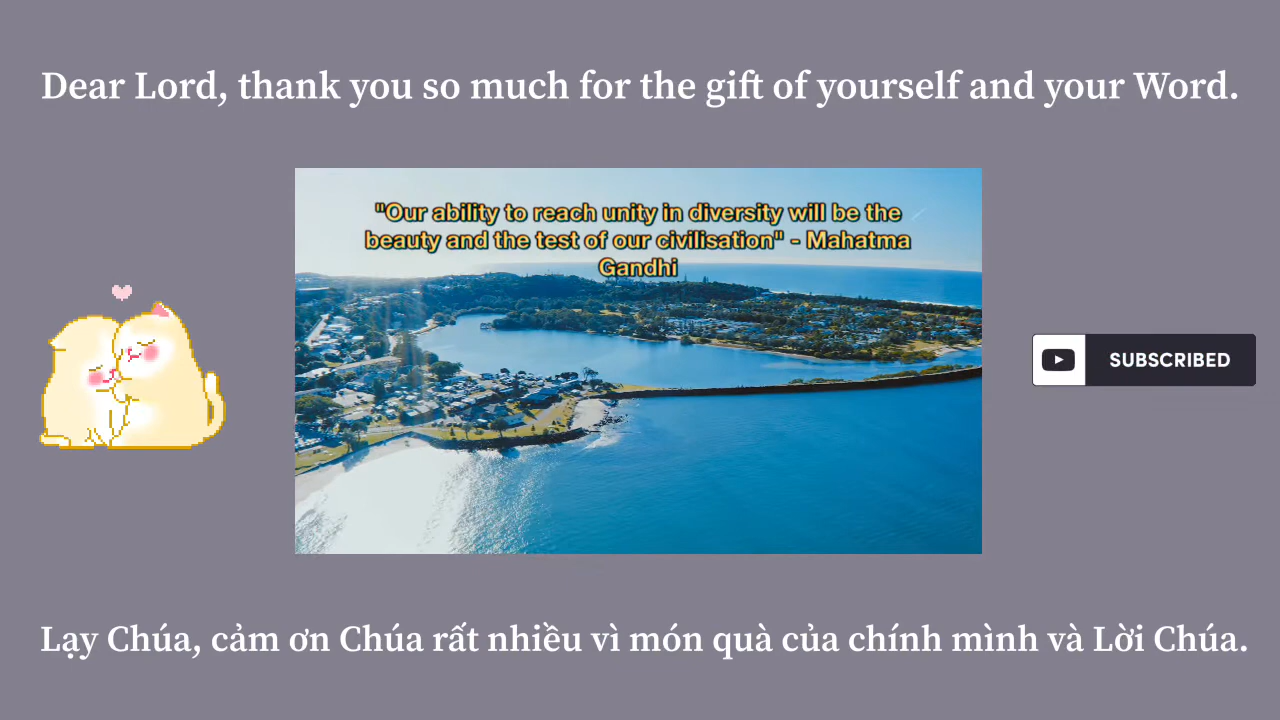 Dear Lord, thank you so much for the gift of yourself and your Word.
"Our ability to reach unity in diversity will be the
beauty and the test of our civilisation" - Mahatma
Gandhi
SUBSCRIBED
Lạy Chúa, cảm ơn Chúa rất nhiều vì món quà của chính mình và Lời Chúa.